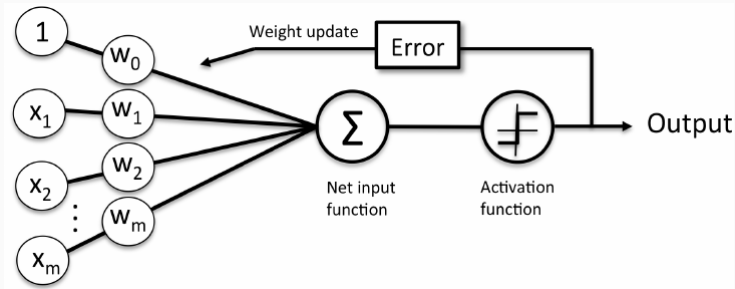 1
w₀
Weight update
Error
x₁
w₁
Σ
Output
x₂
w₂
Net input
function
Activation
function
⋮
wₘ
xₘ